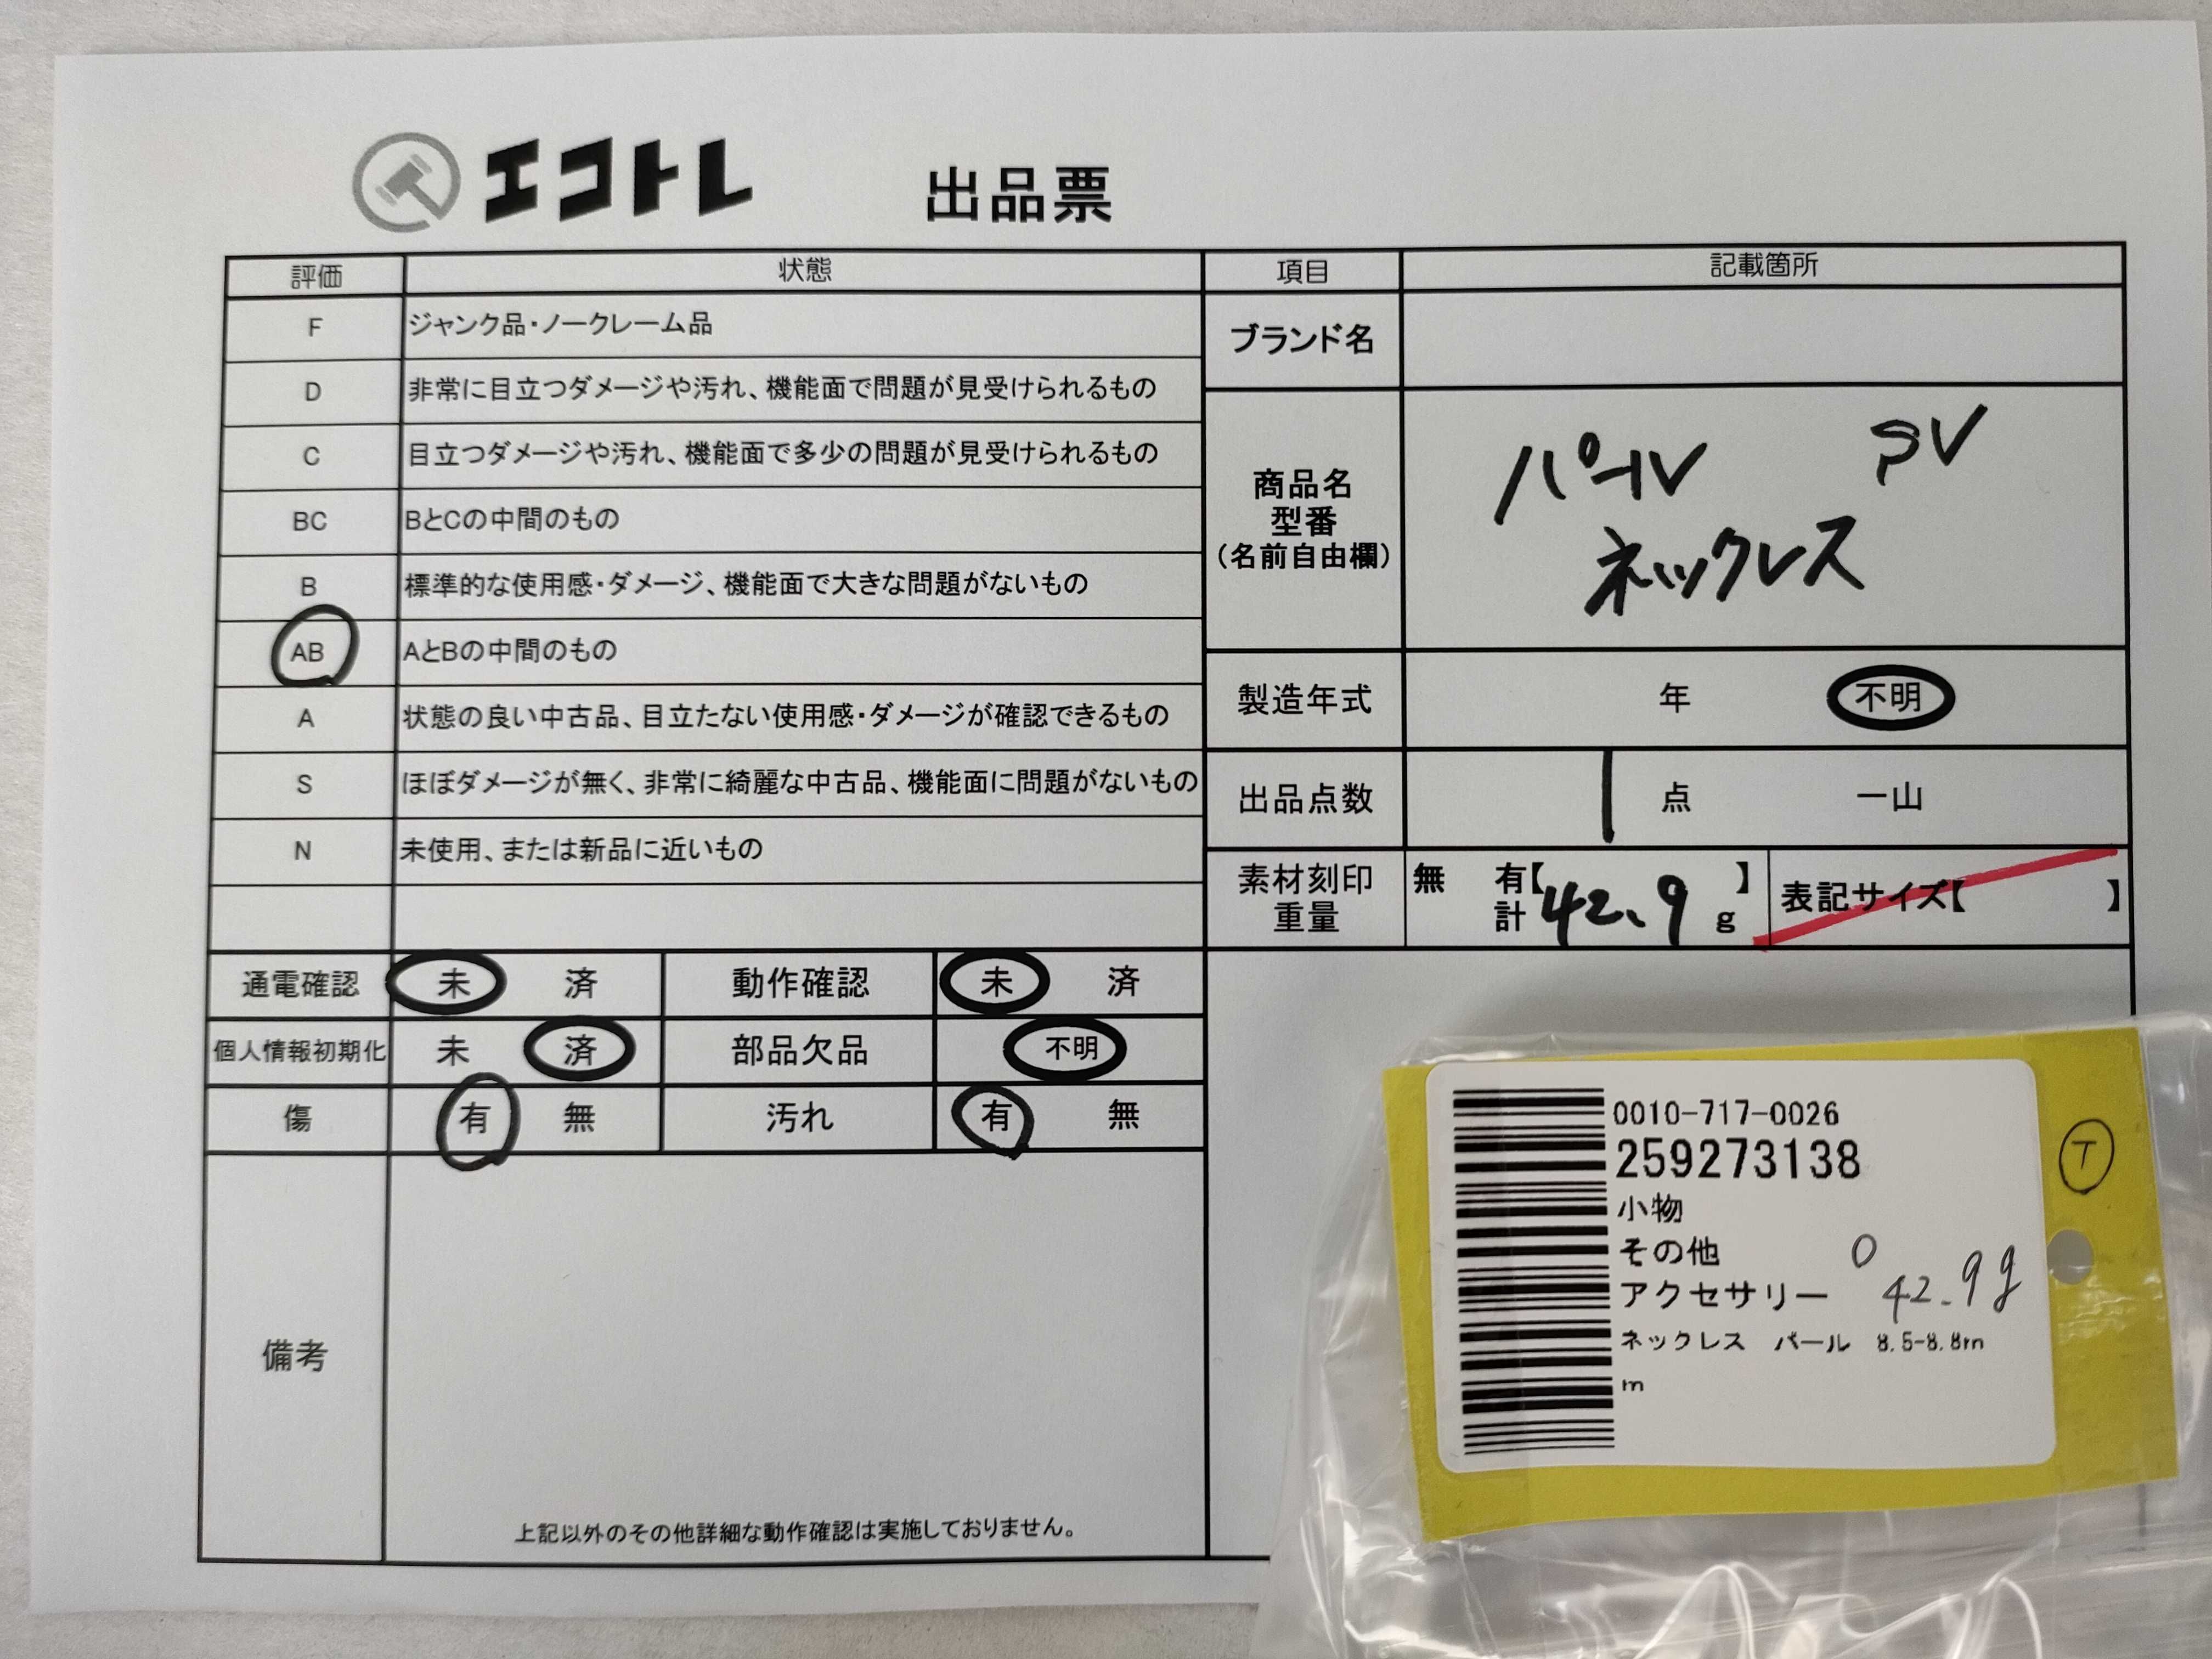 エコトレ 出品票
評価 状態
F ジャンク品・ノークレーム品
D 非常に目立つダメージや汚れ、機能面で問題が見受けられるもの
C 目立つダメージや汚れ、機能面で多少の問題が見受けられるもの
BC BとCの中間のもの
B 標準的な使用感・ダメージ、機能面で大きな問題がないもの
AB AとBの中間のもの
A 状態の良い中古品、目立たない使用感・ダメージが確認できるもの
S ほぼダメージが無く、非常に綺麗な中古品、機能面に問題がないもの
N 未使用、または新品に近いもの
通電確認 未 済 動作確認 未 済
個人情報初期化 未 済 部品欠品 不明
傷 有 無 汚れ 有 無
備考
上記以外のその他詳細な動作確認は実施しておりません。
項目 記載箇所
ブランド名
商品名
型番
(名前自由欄)
パール
ネックレス
製造年式 年 不明
出品点数 1 点 一山
素材刻印
重量
無 有【 】
計 42.9 g
表記サイズ【 】
0010-717-0026
259273138
小物
その他 0
アクセサリー 42.9g
ネックレス パール 8.5-8.8m
m
T